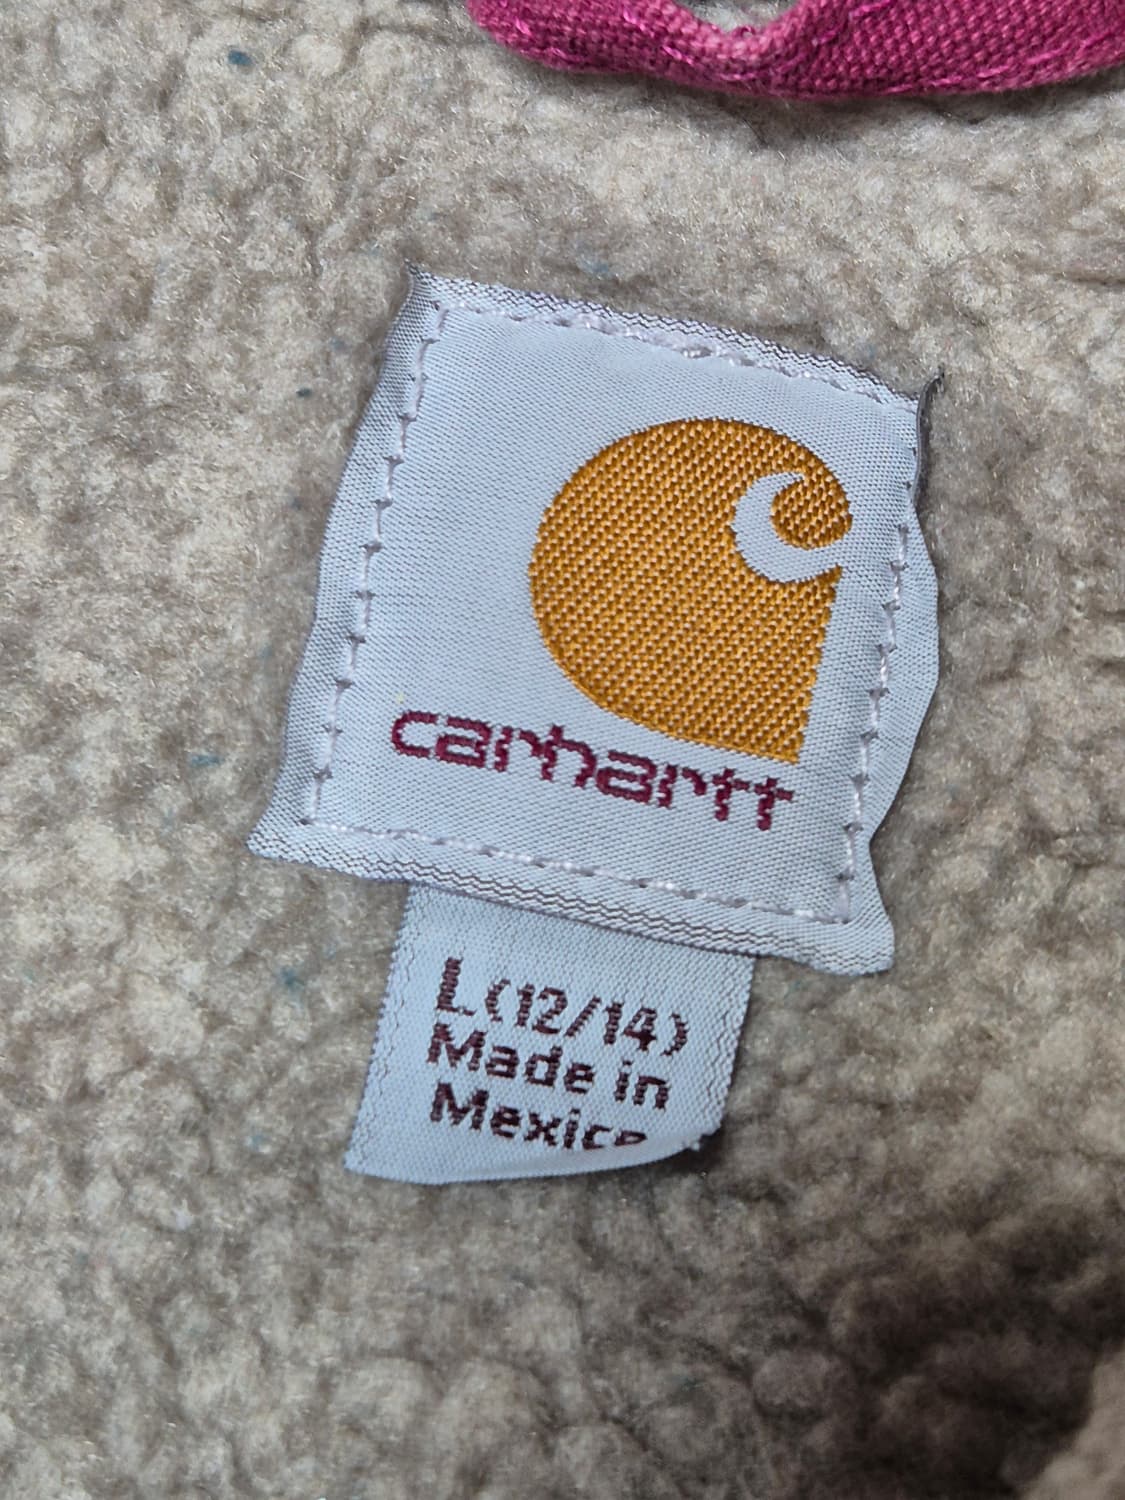 carhartt
L(12/14)
Made in
Mexico